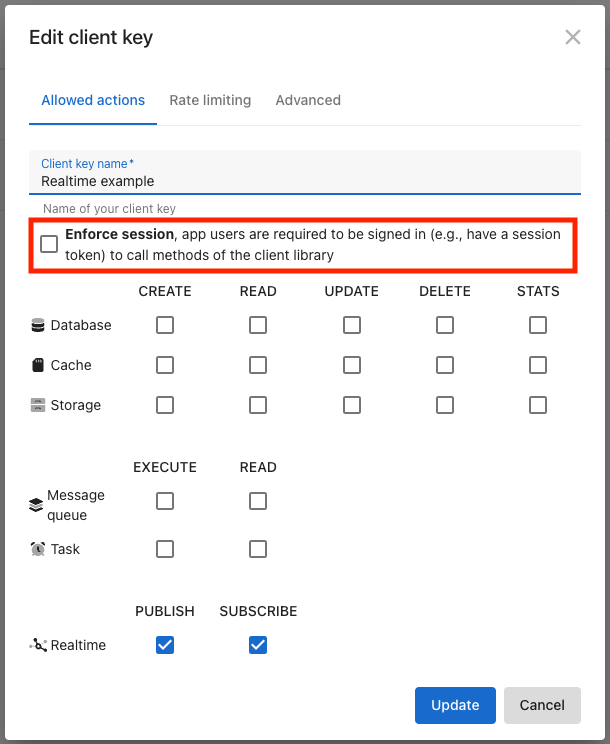 Edit client key
Allowed actions Rate limiting Advanced
Client key name*
Realtime example
Name of your client key
Enforce session, app users are required to be signed in (e.g., have a session
token) to call methods of the client library
CREATE READ UPDATE DELETE STATS
Database
Cache
Storage
EXECUTE READ
Message
queue
Task
PUBLISH SUBSCRIBE
Realtime
Update Cancel